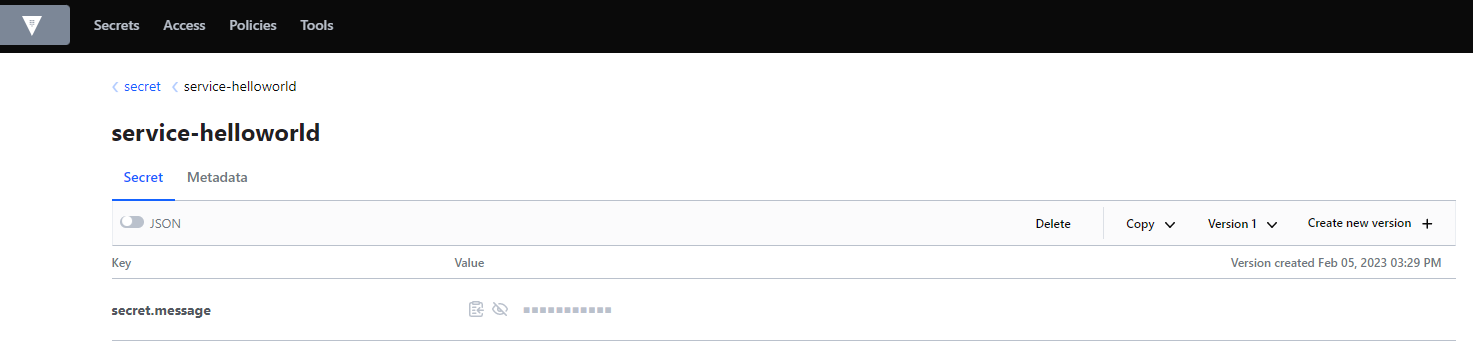 Secrets Access Policies Tools
secret service-helloworld
service-helloworld
Secret Metadata
JSON Delete Copy Version 1 Create new version
Key Value Version created Feb 05, 2023 03:29 PM
secret.message